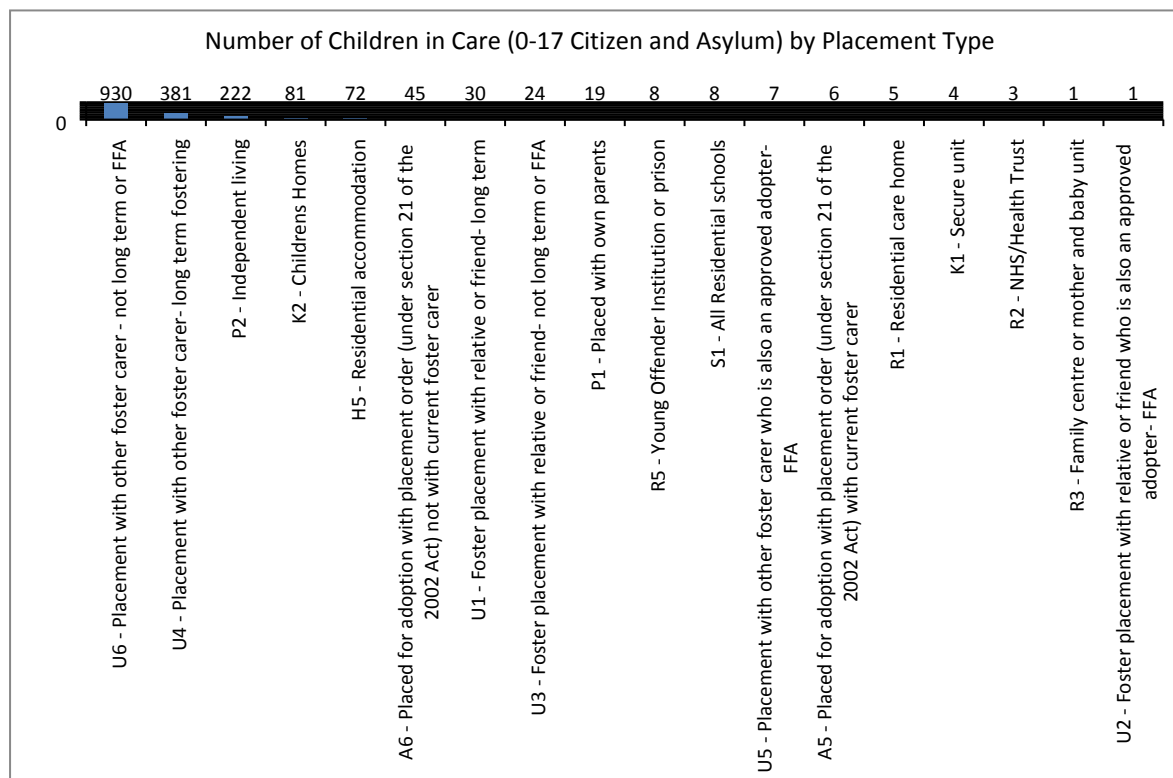 Number of Children in Care (0-17 Citizen and Asylum) by Placement Type
930 381 222 81 72 45 30 24 19 8 8 7 6 5 4 3 1 1
0
U6 - Placement with other foster carer - not long term or FFA
U4 - Placement with other foster carer- long term fostering
P2 - Independent living
K2 - Childrens Homes
H5 - Residential accommodation
A6 - Placed for adoption with placement order (under section 21 of the
2002 Act) not with current foster carer
U1 - Foster placement with relative or friend- long term
U3 - Foster placement with relative or friend- not long term or FFA
P1 - Placed with own parents
R5 - Young Offender Institution or prison
S1 - All Residential schools
U5 - Placement with other foster carer who is also an approved adopter-
FFA
A5 - Placed for adoption with placement order (under section 21 of the
2002 Act) with current foster carer
R1 - Residential care home
K1 - Secure unit
R2 - NHS/Health Trust
R3 - Family centre or mother and baby unit
U2 - Foster placement with relative or friend who is also an approved
adopter- FFA